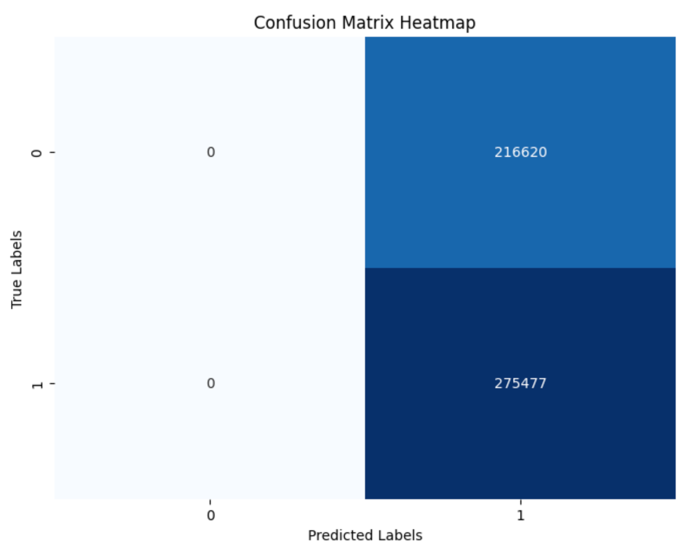 Confusion Matrix Heatmap
True Labels
0
0
216620
1
0
275477
0
1
Predicted Labels